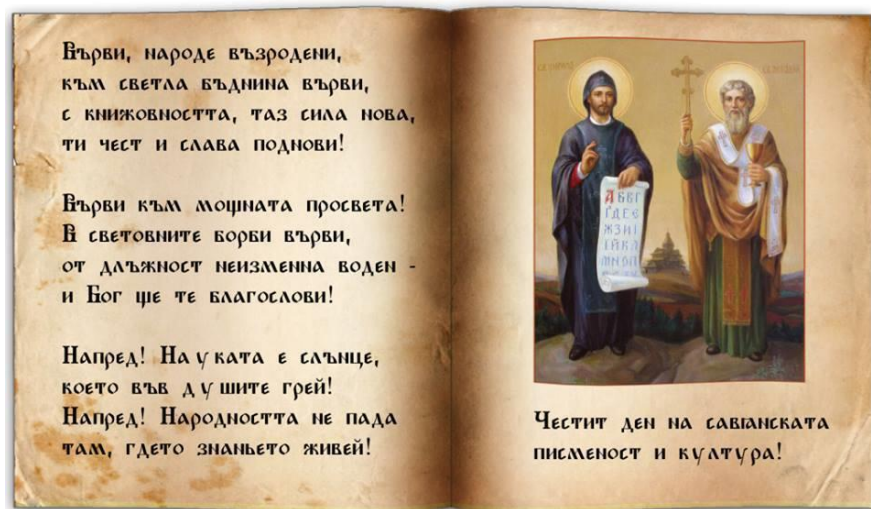 Върви, народе възродени,
към светла бъднина върви,
с книжовността, таз сила нова,
ти чест и слава поднови!
Върви към мощната просвета!
В световните борби върви,
от длъжност неизменна воден -
и Бог ще те благослови!
Напред! Науката е слънце,
което във душите грей!
Напред! Народността не пада
там, гдето знаньето живей!
А Б В Г
Г Д Е Є
Ж З Н І
Ї Й К Л
М Н О П
Честит ден на савянската
писменост и култура!